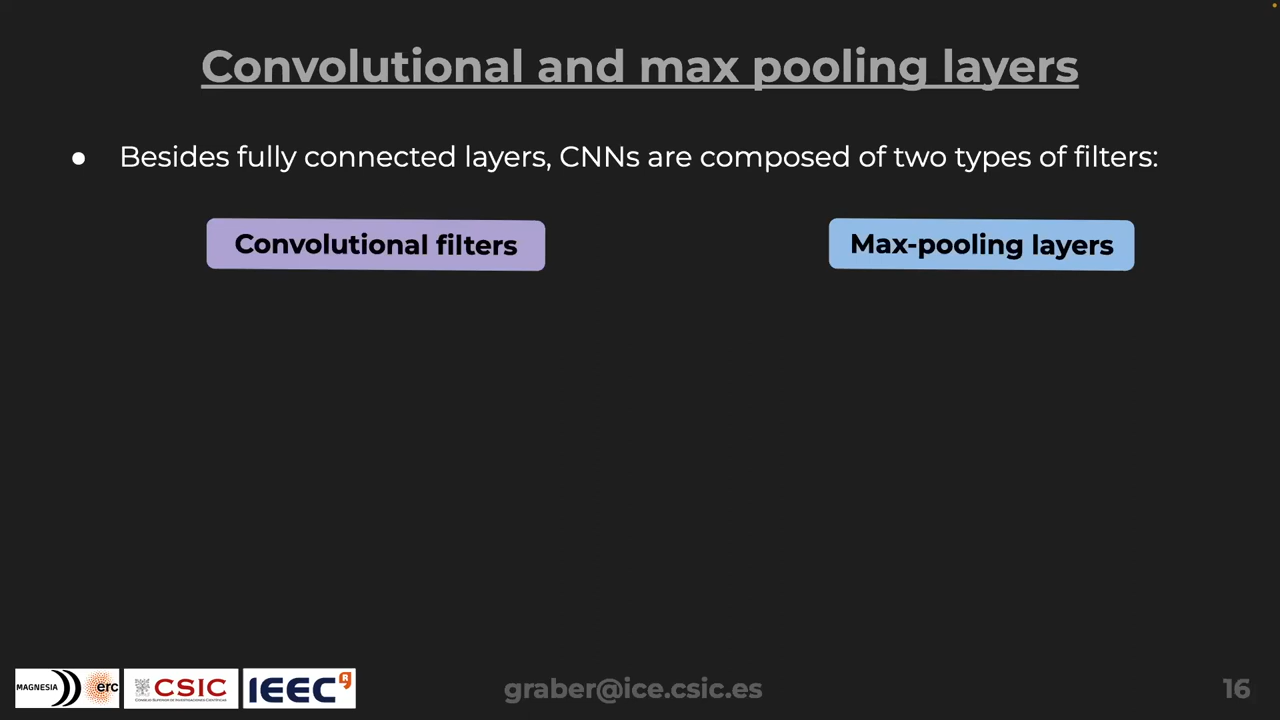 Convolutional and max pooling layers
● Besides fully connected layers, CNNs are composed of two types of filters:
Convolutional filters
Max-pooling layers
MAGNESIA erc
CSIC
IEEC
graber@ice.csic.es
16